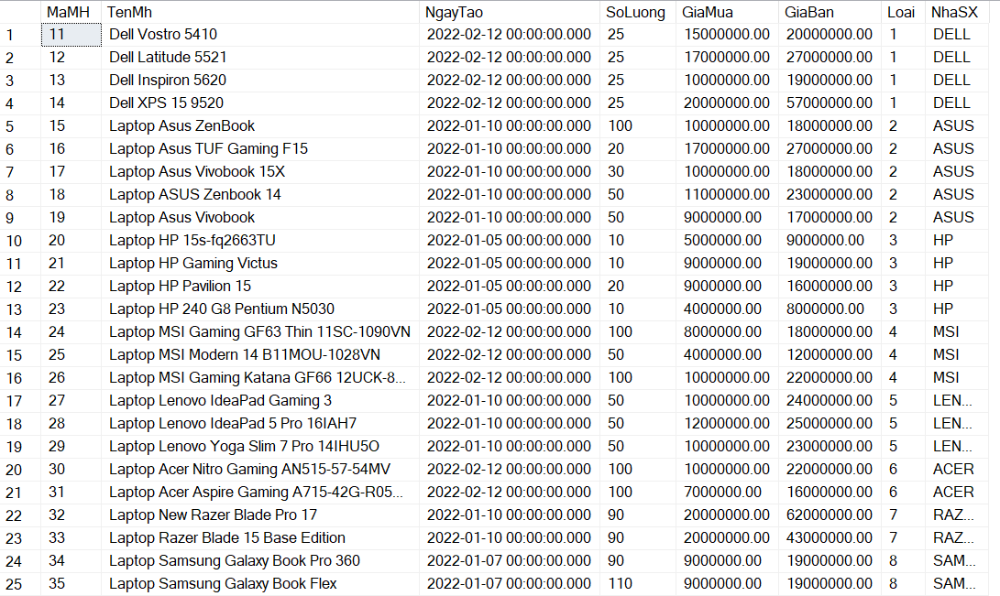 MaMH TenMh NgayTao SoLuong GiaMua GiaBan Loai NhaSX
1 11 Dell Vostro 5410 2022-02-12 00:00:00.000 25 15000000.00 20000000.00 1 DELL
2 12 Dell Latitude 5521 2022-02-12 00:00:00.000 25 17000000.00 27000000.00 1 DELL
3 13 Dell Inspiron 5620 2022-02-12 00:00:00.000 25 10000000.00 19000000.00 1 DELL
4 14 Dell XPS 15 9520 2022-02-12 00:00:00.000 25 20000000.00 57000000.00 1 DELL
5 15 Laptop Asus ZenBook 2022-01-10 00:00:00.000 100 10000000.00 18000000.00 2 ASUS
6 16 Laptop Asus TUF Gaming F15 2022-01-10 00:00:00.000 20 17000000.00 27000000.00 2 ASUS
7 17 Laptop Asus Vivobook 15X 2022-01-10 00:00:00.000 30 10000000.00 18000000.00 2 ASUS
8 18 Laptop ASUS Zenbook 14 2022-01-10 00:00:00.000 50 11000000.00 23000000.00 2 ASUS
9 19 Laptop Asus Vivobook 2022-01-10 00:00:00.000 50 9000000.00 17000000.00 2 ASUS
10 20 Laptop HP 15s-fq2663TU 2022-01-05 00:00:00.000 10 5000000.00 9000000.00 3 HP
11 21 Laptop HP Gaming Victus 2022-01-05 00:00:00.000 10 9000000.00 19000000.00 3 HP
12 22 Laptop HP Pavilion 15 2022-01-05 00:00:00.000 20 9000000.00 16000000.00 3 HP
13 23 Laptop HP 240 G8 Pentium N5030 2022-01-05 00:00:00.000 10 4000000.00 8000000.00 3 HP
14 24 Laptop MSI Gaming GF63 Thin 11SC-1090VN 2022-02-12 00:00:00.000 100 8000000.00 18000000.00 4 MSI
15 25 Laptop MSI Modern 14 B11MOU-1028VN 2022-02-12 00:00:00.000 50 4000000.00 12000000.00 4 MSI
16 26 Laptop MSI Gaming Katana GF66 12UCK-8... 2022-02-12 00:00:00.000 100 10000000.00 22000000.00 4 MSI
17 27 Laptop Lenovo IdeaPad Gaming 3 2022-01-10 00:00:00.000 50 10000000.00 24000000.00 5 LEN...
18 28 Laptop Lenovo IdeaPad 5 Pro 16IAH7 2022-01-10 00:00:00.000 50 12000000.00 25000000.00 5 LEN...
19 29 Laptop Lenovo Yoga Slim 7 Pro 14IHU5O 2022-01-10 00:00:00.000 50 10000000.00 23000000.00 5 LEN...
20 30 Laptop Acer Nitro Gaming AN515-57-54MV 2022-02-12 00:00:00.000 100 10000000.00 22000000.00 6 ACER
21 31 Laptop Acer Aspire Gaming A715-42G-R05... 2022-02-12 00:00:00.000 100 7000000.00 16000000.00 6 ACER
22 32 Laptop New Razer Blade Pro 17 2022-01-10 00:00:00.000 90 20000000.00 62000000.00 7 RAZ...
23 33 Laptop Razer Blade 15 Base Edition 2022-01-10 00:00:00.000 90 20000000.00 43000000.00 7 RAZ...
24 34 Laptop Samsung Galaxy Book Pro 360 2022-01-07 00:00:00.000 90 9000000.00 19000000.00 8 SAM...
25 35 Laptop Samsung Galaxy Book Flex 2022-01-07 00:00:00.000 110 9000000.00 19000000.00 8 SAM...